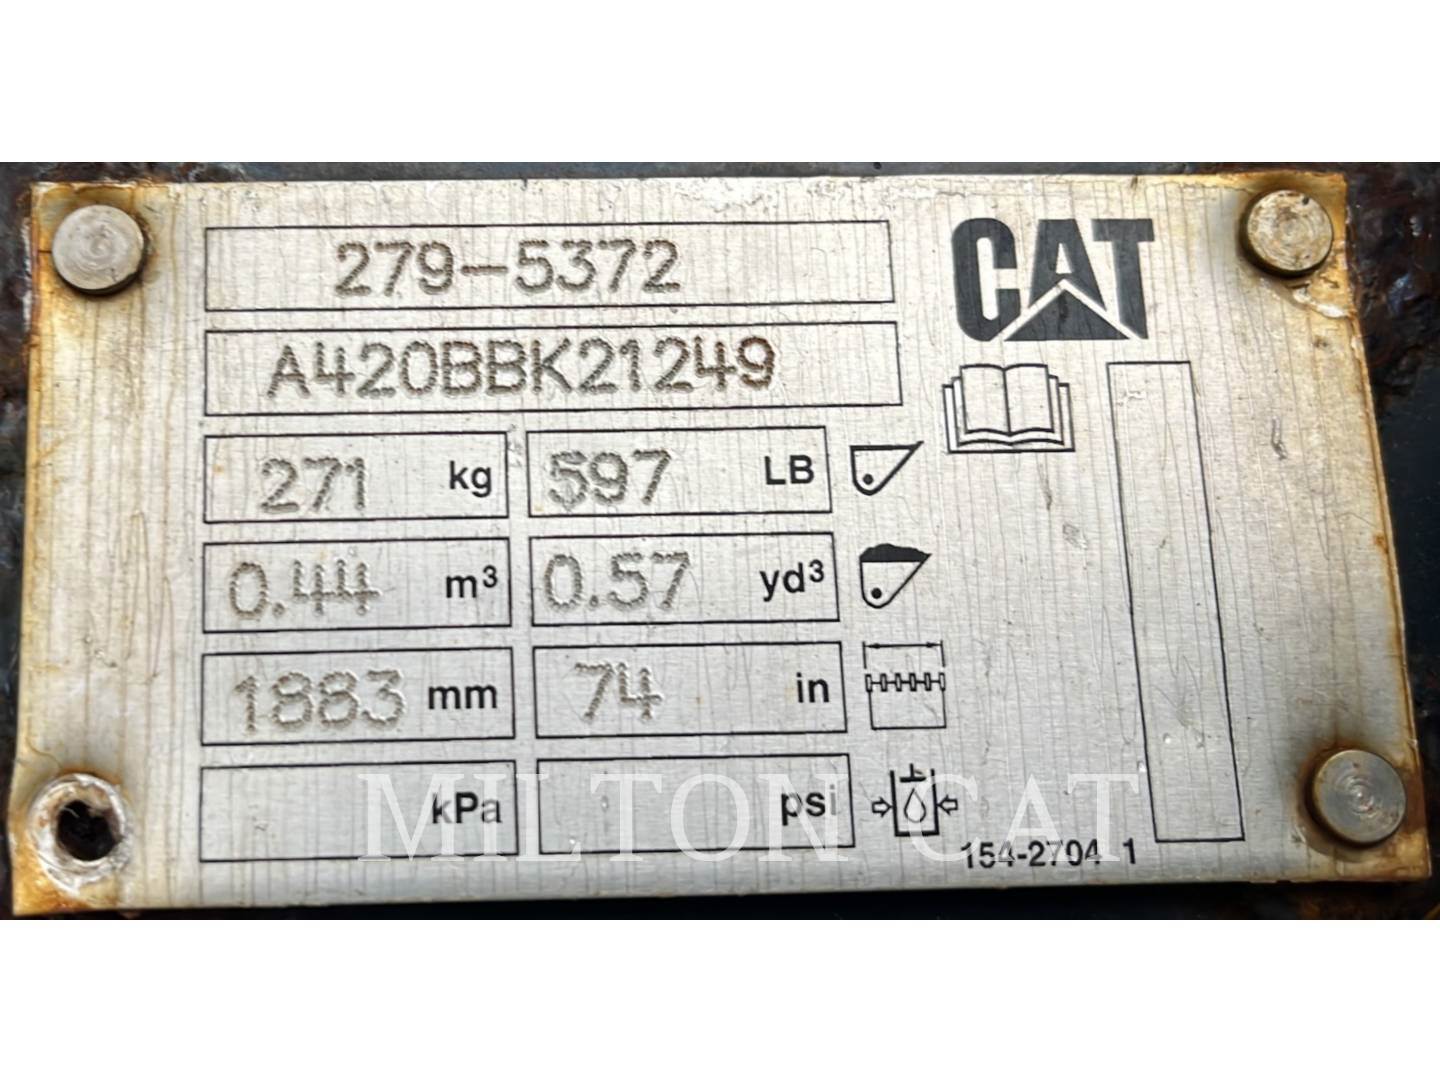 279-5372
CAT
A420BBK21249
271 kg 597 LB
0.44 m³ 0.57 yd³
1883 mm 74 in
kPa psi
154-2704 1
MILTON CAT